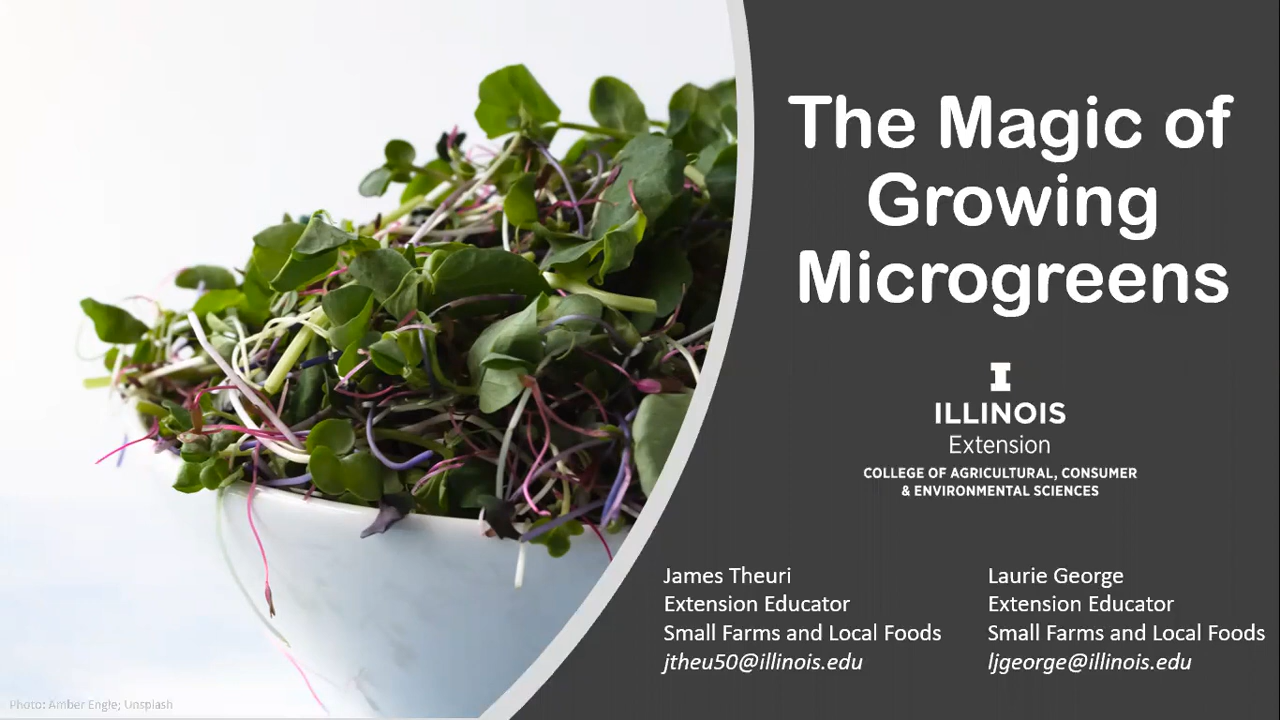 The Magic of
Growing
Microgreens
I
ILLINOIS
Extension
COLLEGE OF AGRICULTURAL, CONSUMER
& ENVIRONMENTAL SCIENCES
James Theuri
Extension Educator
Small Farms and Local Foods
jtheu50@illinois.edu
Laurie George
Extension Educator
Small Farms and Local Foods
ljgeorge@illinois.edu
Photo: Amber Engle; Unsplash